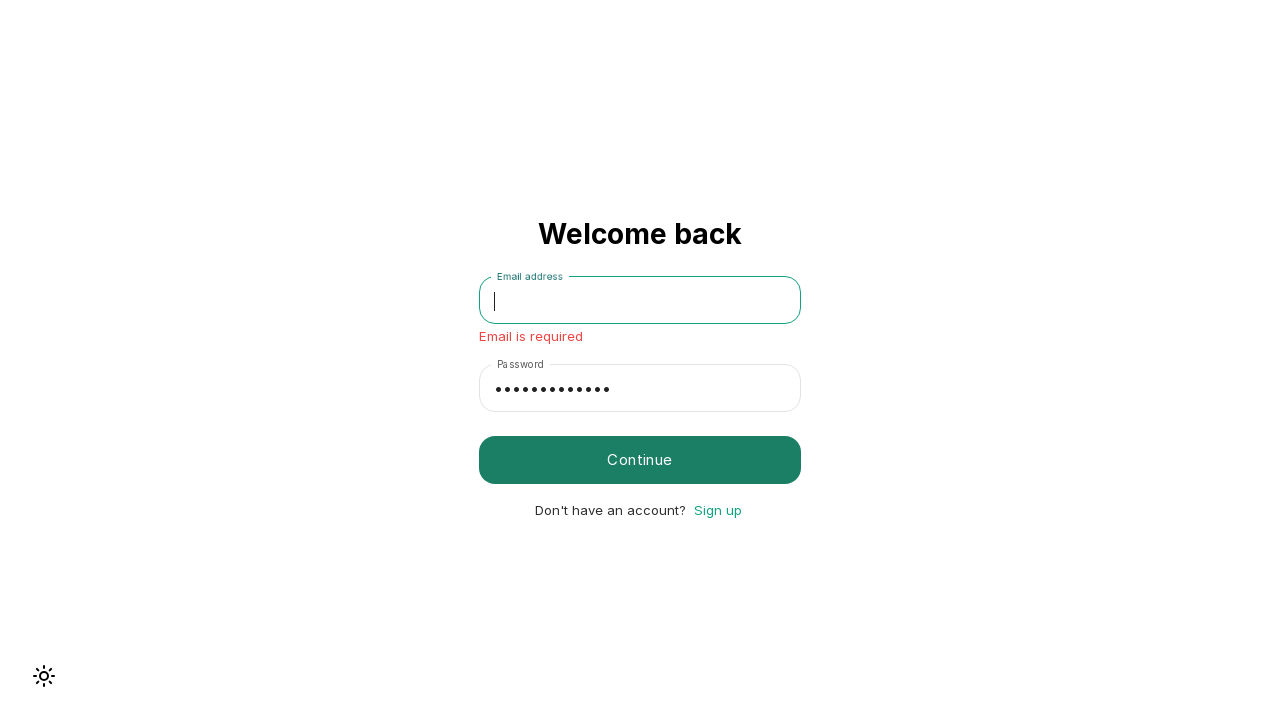 Welcome back
Email address
Email is required
Password
•••••••••••••
Continue
Don't have an account? Sign up